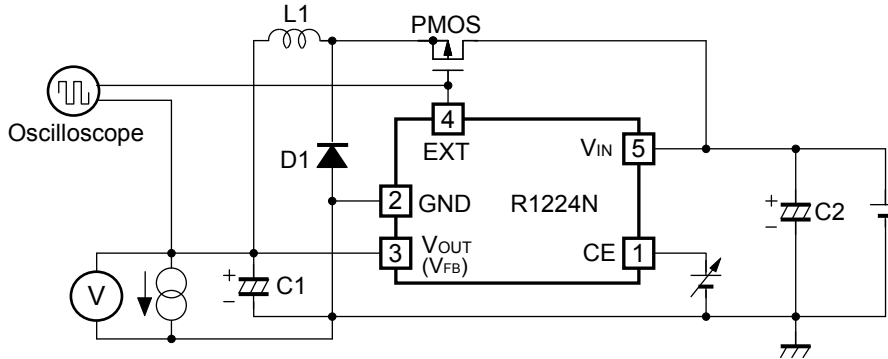 L1
PMOS
Oscilloscope
4
EXT
VIN
5
D1
2
GND
R1224N
C2
3
VOUT
(VFB)
CE
1
C1
V
+
−
+
−